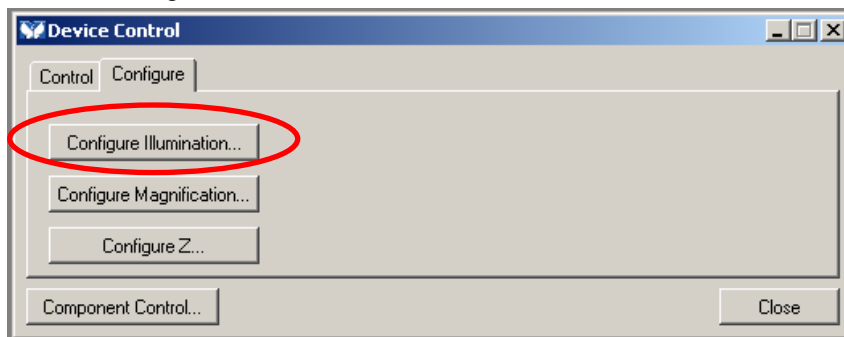 Device Control
Control Configure
Configure Illumination...
Configure Magnification...
Configure Z...
Component Control... Close